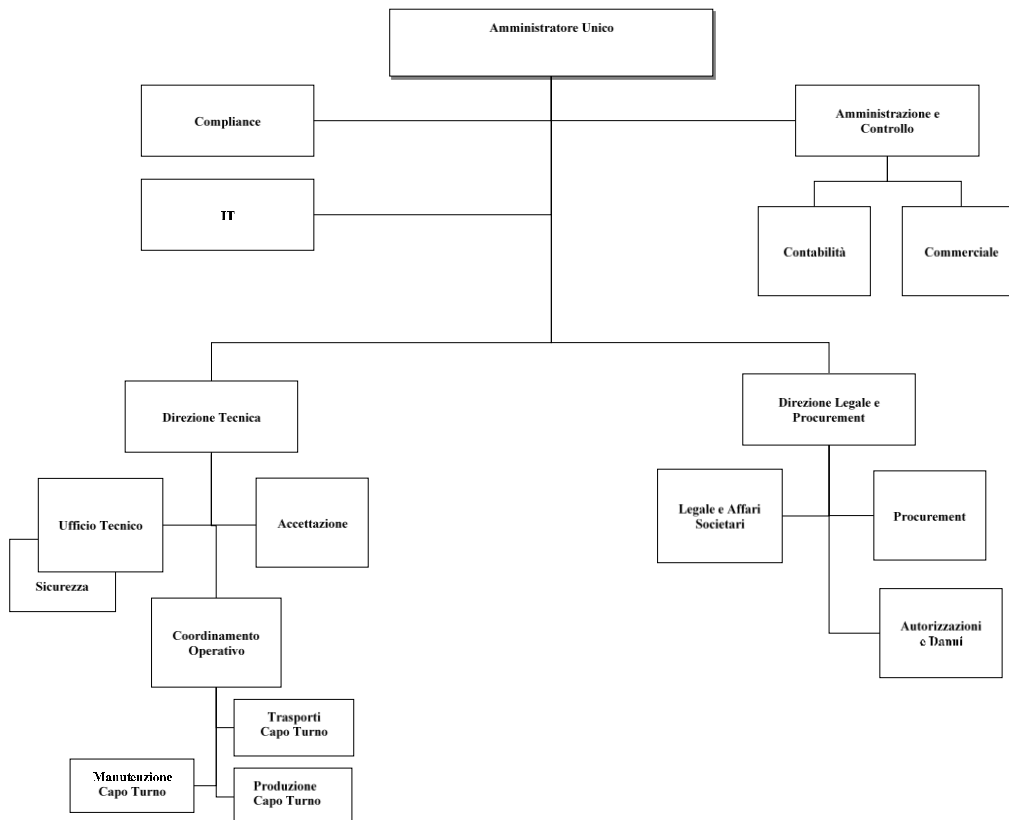 Amministratore Unico
Compliance
Amministrazione e
Controllo
IT
Contabilità
Commerciale
Direzione Tecnica
Direzione Legale e
Procurement
Ufficio Tecnico
Accettazione
Sicurezza
Legale e Affari
Societari
Procurement
Coordinamento
Operativo
Autorizzazioni
e Danni
Trasporti
Capo Turno
Manutenzione
Capo Turno
Produzione
Capo Turno